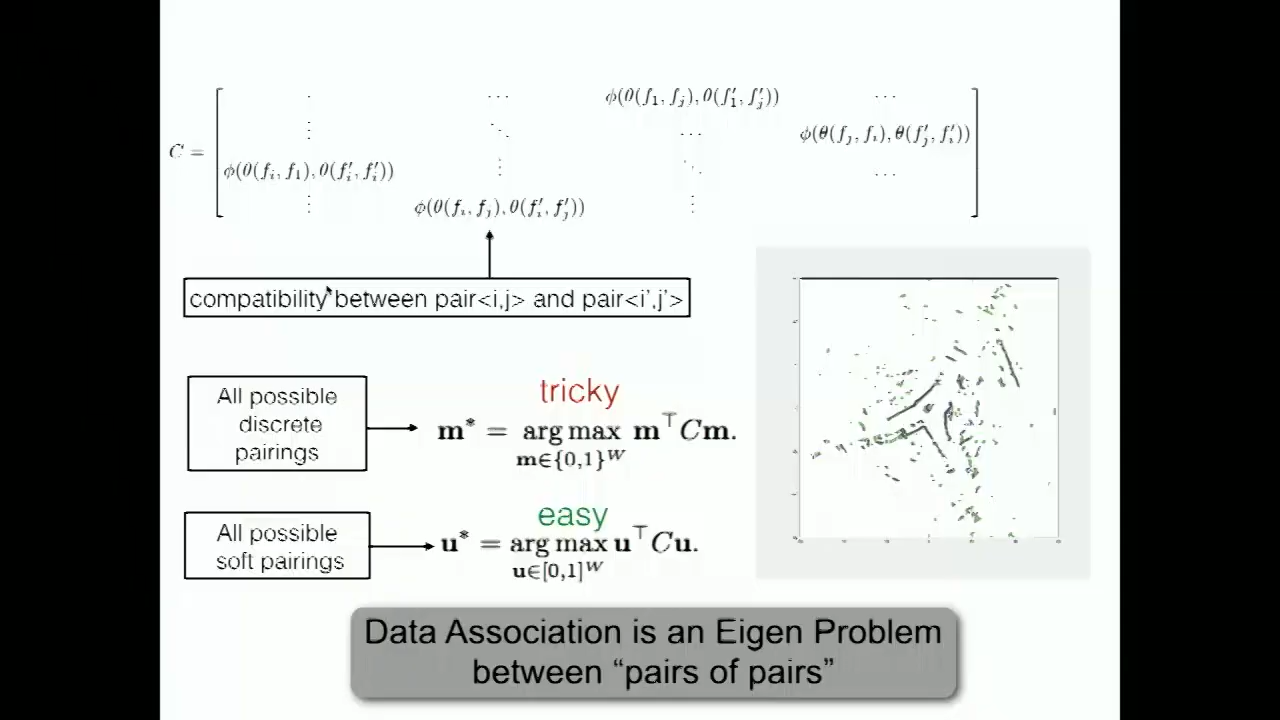 C =
⋅ ⋯ ϕ(θ(f₁, fⱼ), θ(f′₁, f′ⱼ)) ⋯
⋮ ⋱ ⋯ ϕ(θ(fⱼ, fᵢ), θ(f′ⱼ, f′ᵢ))
ϕ(θ(fᵢ, f₁), θ(f′ᵢ, f′ᵢ)) ⋮ ⋱ ⋯
⋮ ϕ(θ(fᵢ, fⱼ), θ(f′ᵢ, f′ⱼ)) ⋮
compatibility between pair<i,j> and pair<i',j'>
All possible
discrete
pairings
tricky
m* = arg max m⊤Cm.
m∈{0,1}ᵂ
All possible
soft pairings
easy
u* = arg max u⊤Cu.
u∈[0,1]ᵂ
Data Association is an Eigen Problem
between “pairs of pairs”